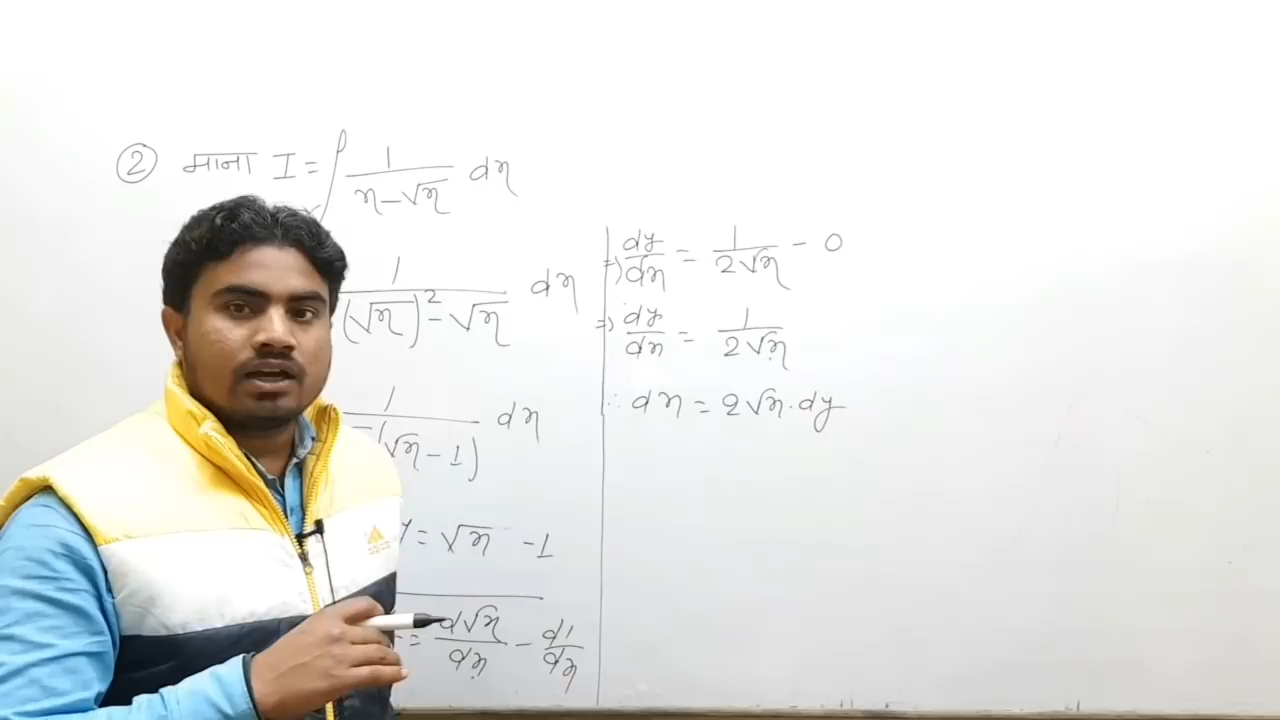 ② माना I = ∫ 1/(x - √x) dx
1/((√x)² - √x) dx
1/(√x - 1) dx
y = √x - 1
= d√x/dx - d1/dx
⇒ dy/dx = 1/(2√x) - 0
⇒ dy/dx = 1/(2√x)
∴ dx = 2√x · dy